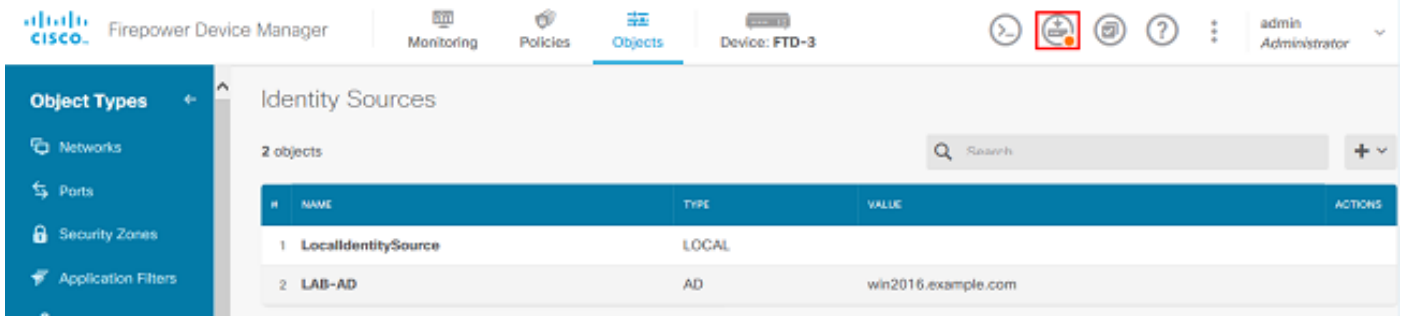 CISCO Firepower Device Manager Monitoring Policies Objects Device: FTD-3 admin
Administrator
Object Types Identity Sources
Networks 2 objects Search
Ports # NAME TYPE VALUE ACTIONS
Security Zones 1 LocalIdentitySource LOCAL
Application Filters 2 LAB-AD AD win2016.example.com